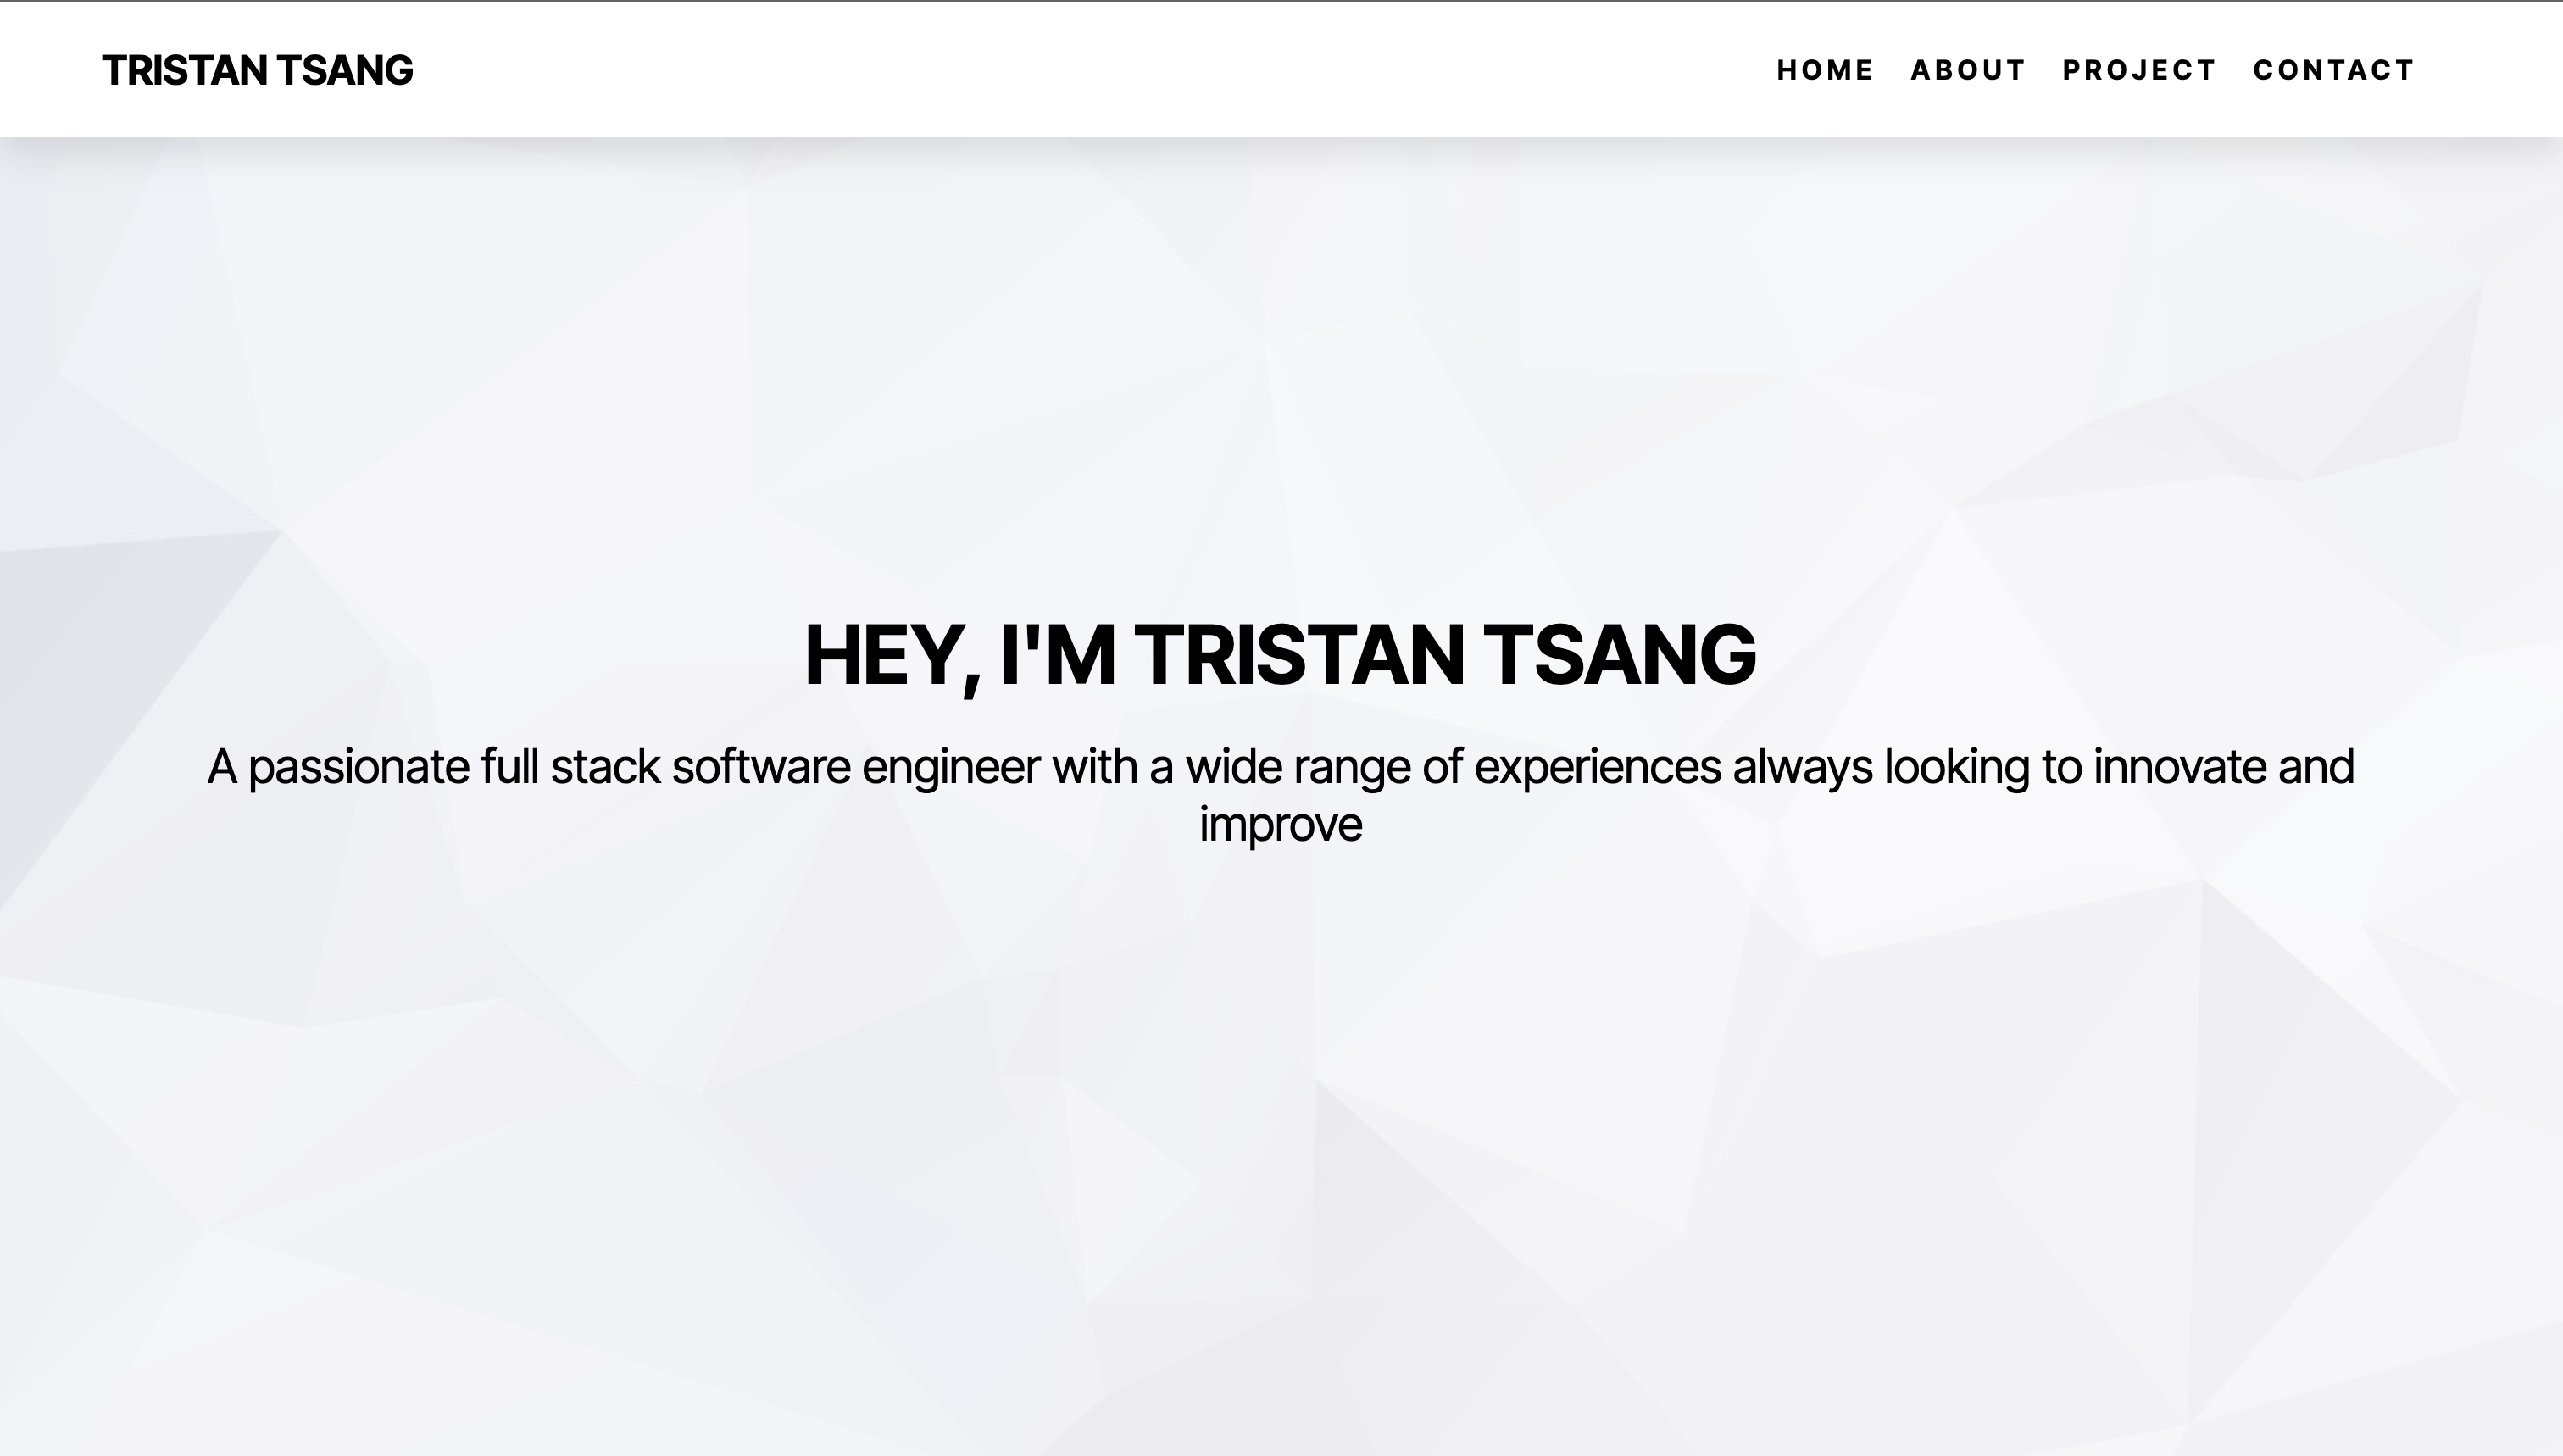 TRISTAN TSANG
HOME ABOUT PROJECT CONTACT
HEY, I'M TRISTAN TSANG
A passionate full stack software engineer with a wide range of experiences always looking to innovate and
improve